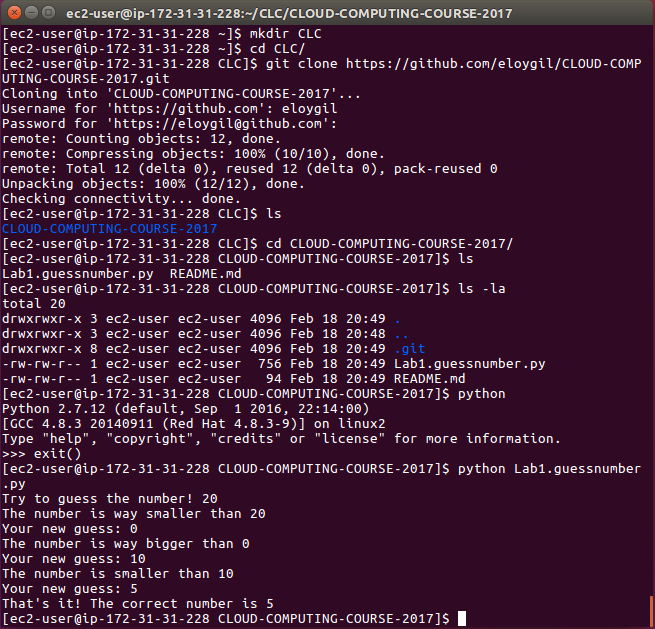 ec2-user@ip-172-31-31-228:~/CLC/CLOUD-COMPUTING-COURSE-2017
[ec2-user@ip-172-31-31-228 ~]$ mkdir CLC
[ec2-user@ip-172-31-31-228 ~]$ cd CLC/
[ec2-user@ip-172-31-31-228 CLC]$ git clone https://github.com/eloygil/CLOUD-COMP
UTING-COURSE-2017.git
Cloning into 'CLOUD-COMPUTING-COURSE-2017'...
Username for 'https://github.com': eloygil
Password for 'https://eloygil@github.com':
remote: Counting objects: 12, done.
remote: Compressing objects: 100% (10/10), done.
remote: Total 12 (delta 0), reused 12 (delta 0), pack-reused 0
Unpacking objects: 100% (12/12), done.
Checking connectivity... done.
[ec2-user@ip-172-31-31-228 CLC]$ ls
CLOUD-COMPUTING-COURSE-2017
[ec2-user@ip-172-31-31-228 CLC]$ cd CLOUD-COMPUTING-COURSE-2017/
[ec2-user@ip-172-31-31-228 CLOUD-COMPUTING-COURSE-2017]$ ls
Lab1.guessnumber.py  README.md
[ec2-user@ip-172-31-31-228 CLOUD-COMPUTING-COURSE-2017]$ ls -la
total 20
drwxrwxr-x 3 ec2-user ec2-user 4096 Feb 18 20:49 .
drwxrwxr-x 3 ec2-user ec2-user 4096 Feb 18 20:48 ..
drwxrwxr-x 8 ec2-user ec2-user 4096 Feb 18 20:49 .git
-rw-rw-r-- 1 ec2-user ec2-user  756 Feb 18 20:49 Lab1.guessnumber.py
-rw-rw-r-- 1 ec2-user ec2-user   94 Feb 18 20:49 README.md
[ec2-user@ip-172-31-31-228 CLOUD-COMPUTING-COURSE-2017]$ python
Python 2.7.12 (default, Sep  1 2016, 22:14:00)
[GCC 4.8.3 20140911 (Red Hat 4.8.3-9)] on linux2
Type "help", "copyright", "credits" or "license" for more information.
>>> exit()
[ec2-user@ip-172-31-31-228 CLOUD-COMPUTING-COURSE-2017]$ python Lab1.guessnumber
.py
Try to guess the number! 20
The number is way smaller than 20
Your new guess: 0
The number is way bigger than 0
Your new guess: 10
The number is smaller than 10
Your new guess: 5
That's it! The correct number is 5
[ec2-user@ip-172-31-31-228 CLOUD-COMPUTING-COURSE-2017]$